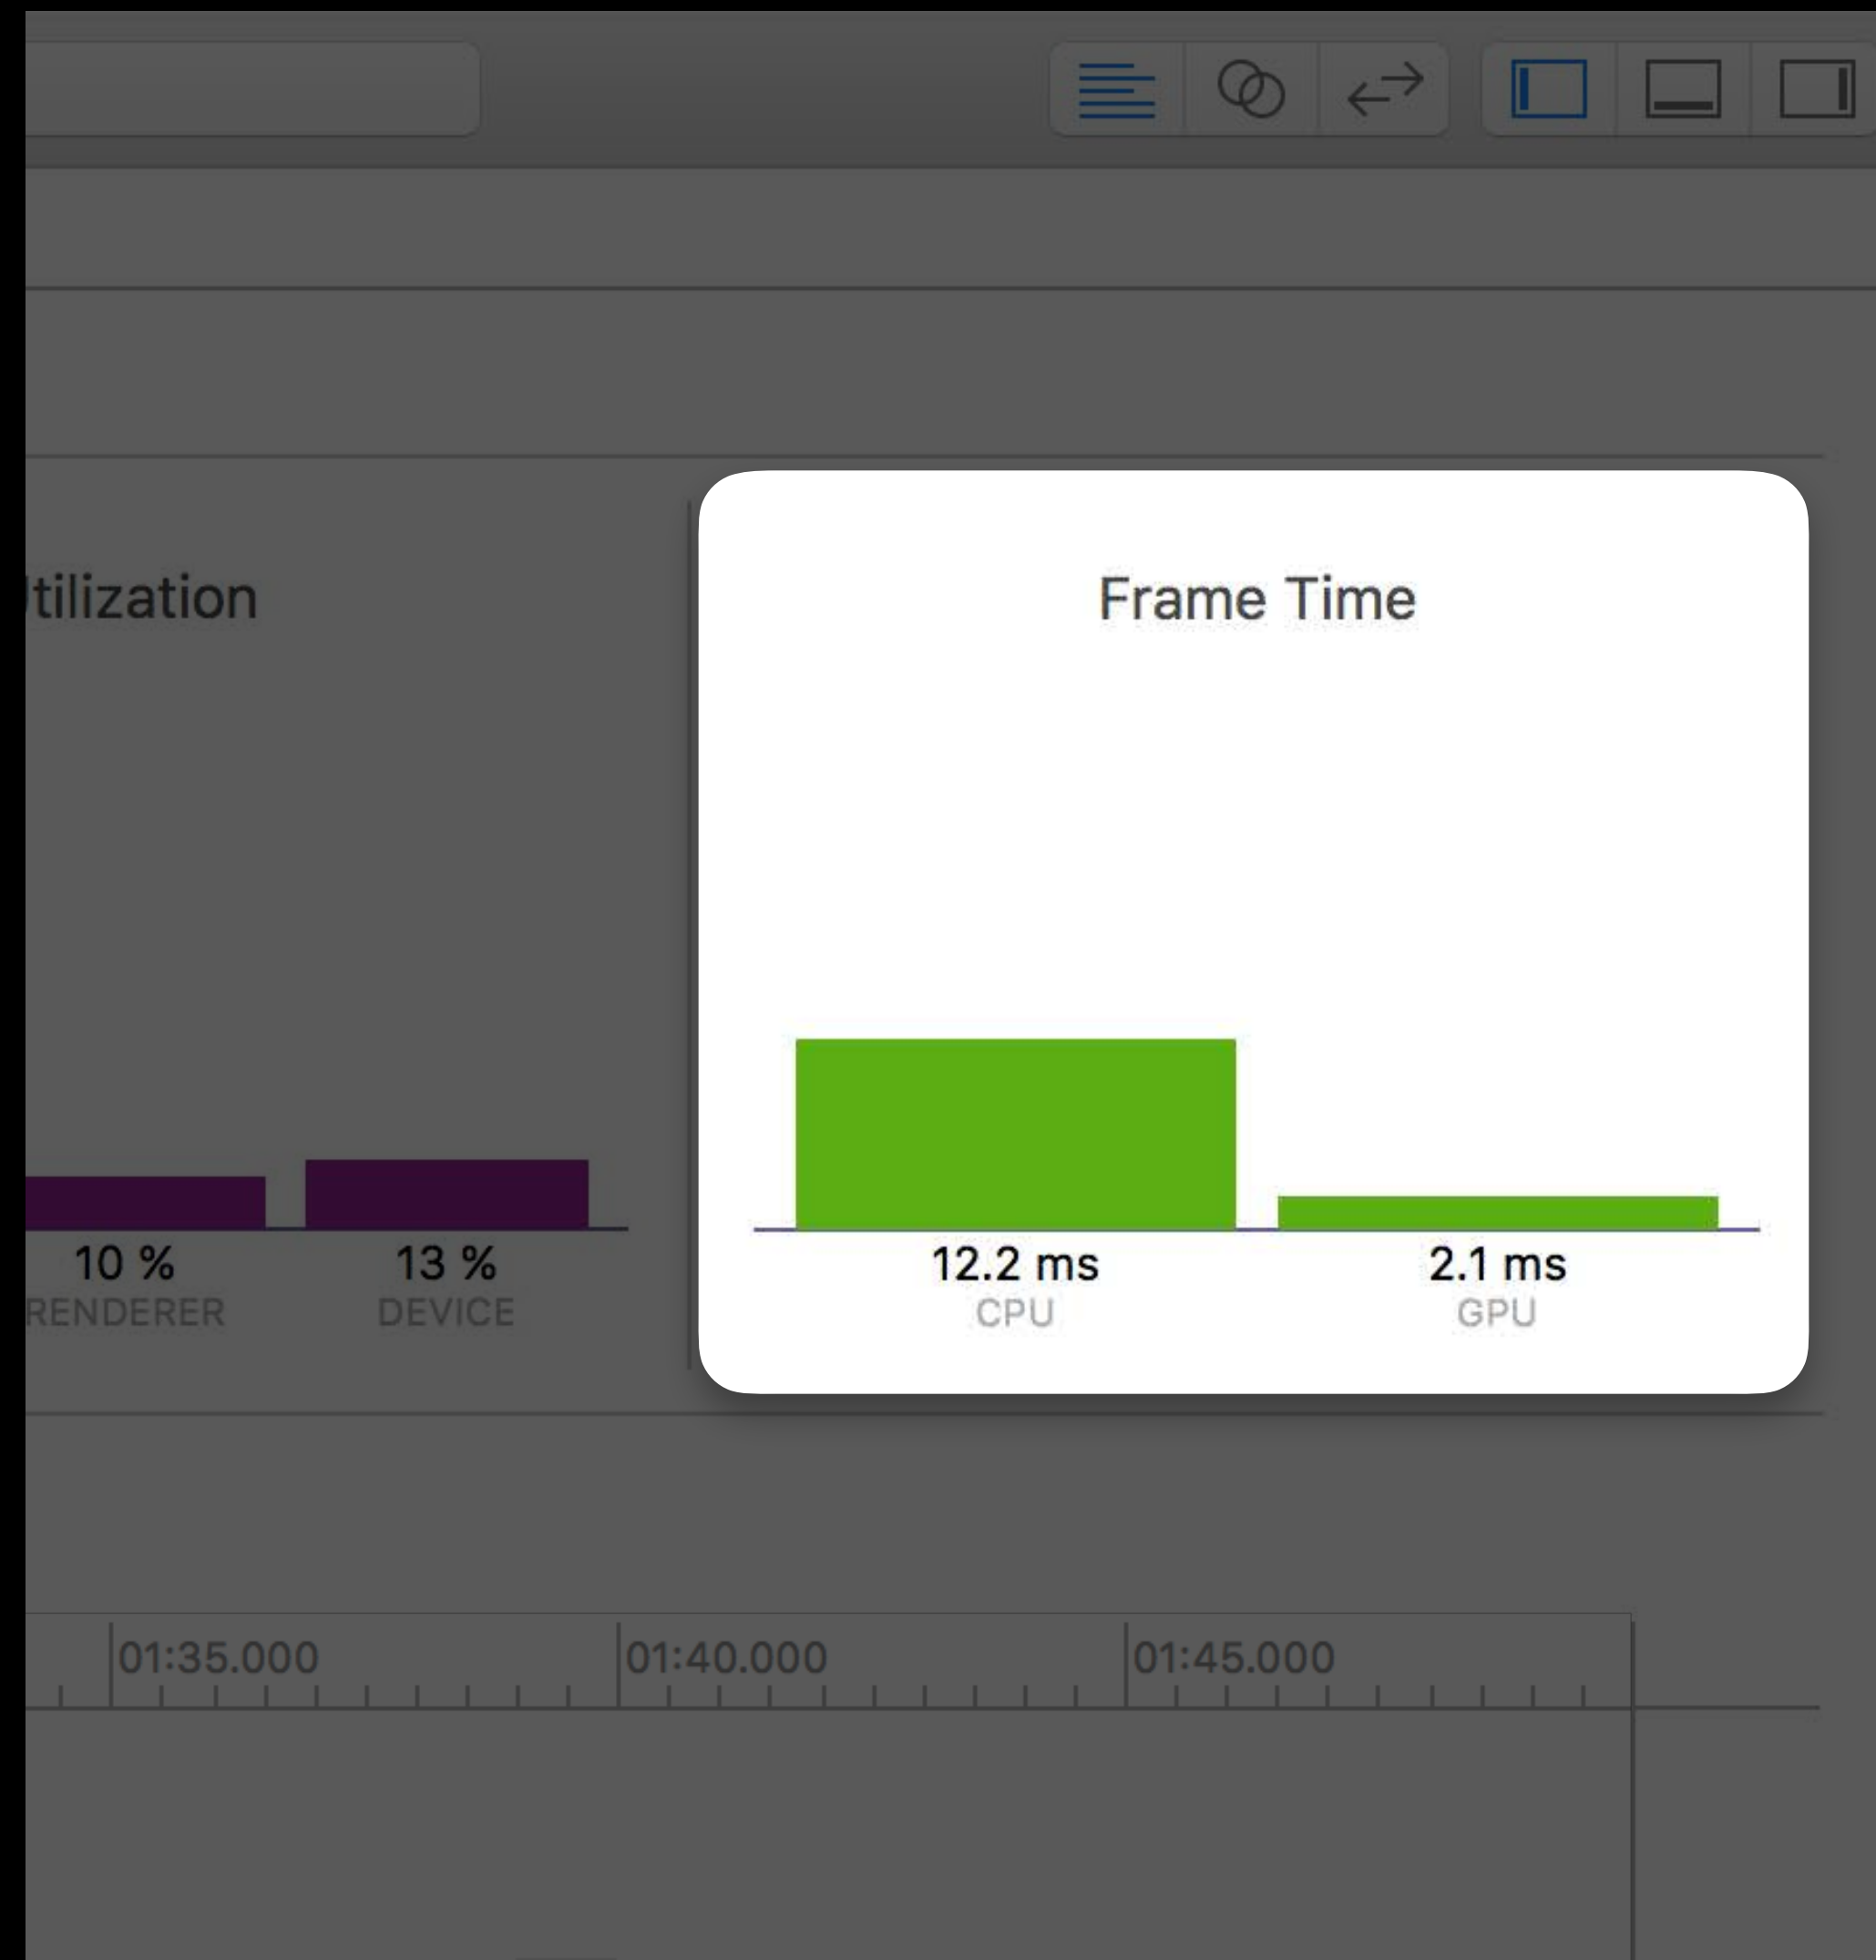 tilization
Frame Time
10 %
RENDERER
13 %
DEVICE
12.2 ms
CPU
2.1 ms
GPU
01:35.000
01:40.000
01:45.000